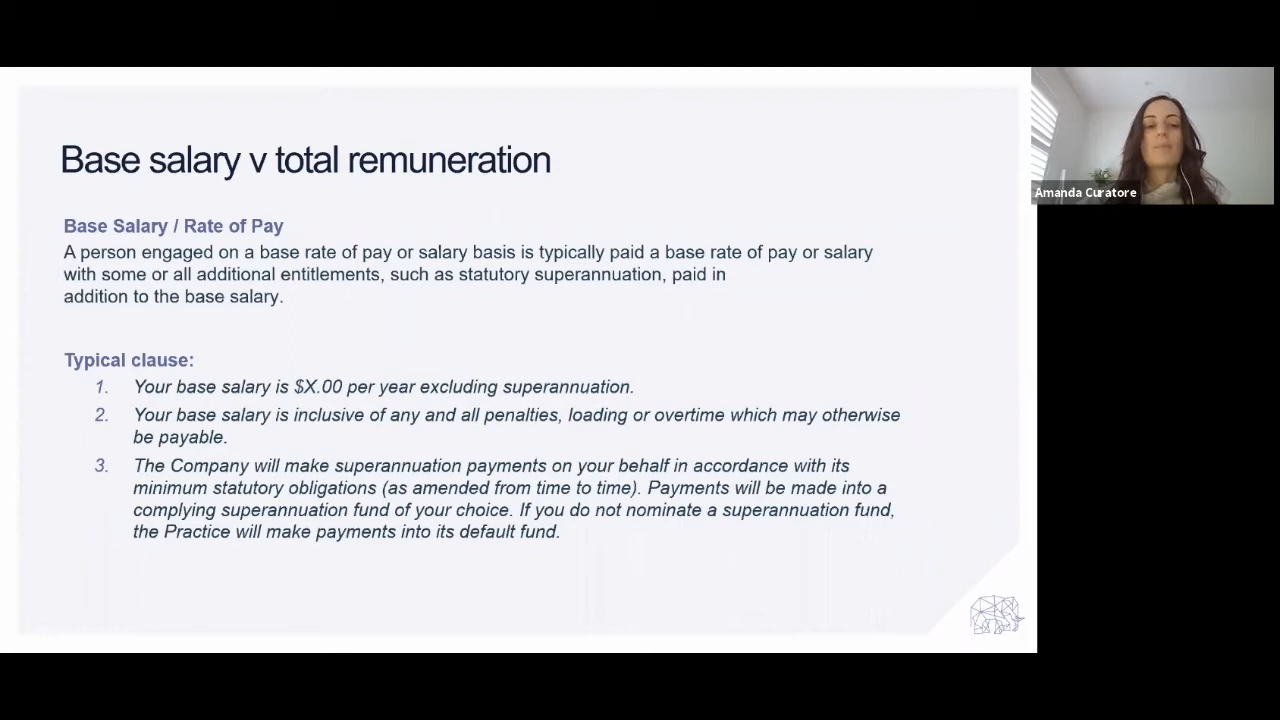 Base salary v total remuneration
Base Salary / Rate of Pay
A person engaged on a base rate of pay or salary basis is typically paid a base rate of pay or salary
with some or all additional entitlements, such as statutory superannuation, paid in
addition to the base salary.
Typical clause:
1. Your base salary is $X.00 per year excluding superannuation.
2. Your base salary is inclusive of any and all penalties, loading or overtime which may otherwise
be payable.
3. The Company will make superannuation payments on your behalf in accordance with its
minimum statutory obligations (as amended from time to time). Payments will be made into a
complying superannuation fund of your choice. If you do not nominate a superannuation fund,
the Practice will make payments into its default fund.
Amanda Curatore